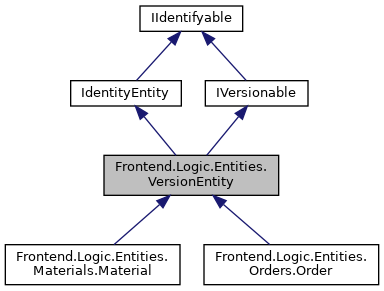 IIdentifyable
IdentityEntity
IVersionable
Frontend.Logic.Entities.
VersionEntity
Frontend.Logic.Entities.
Materials.Material
Frontend.Logic.Entities.
Orders.Order